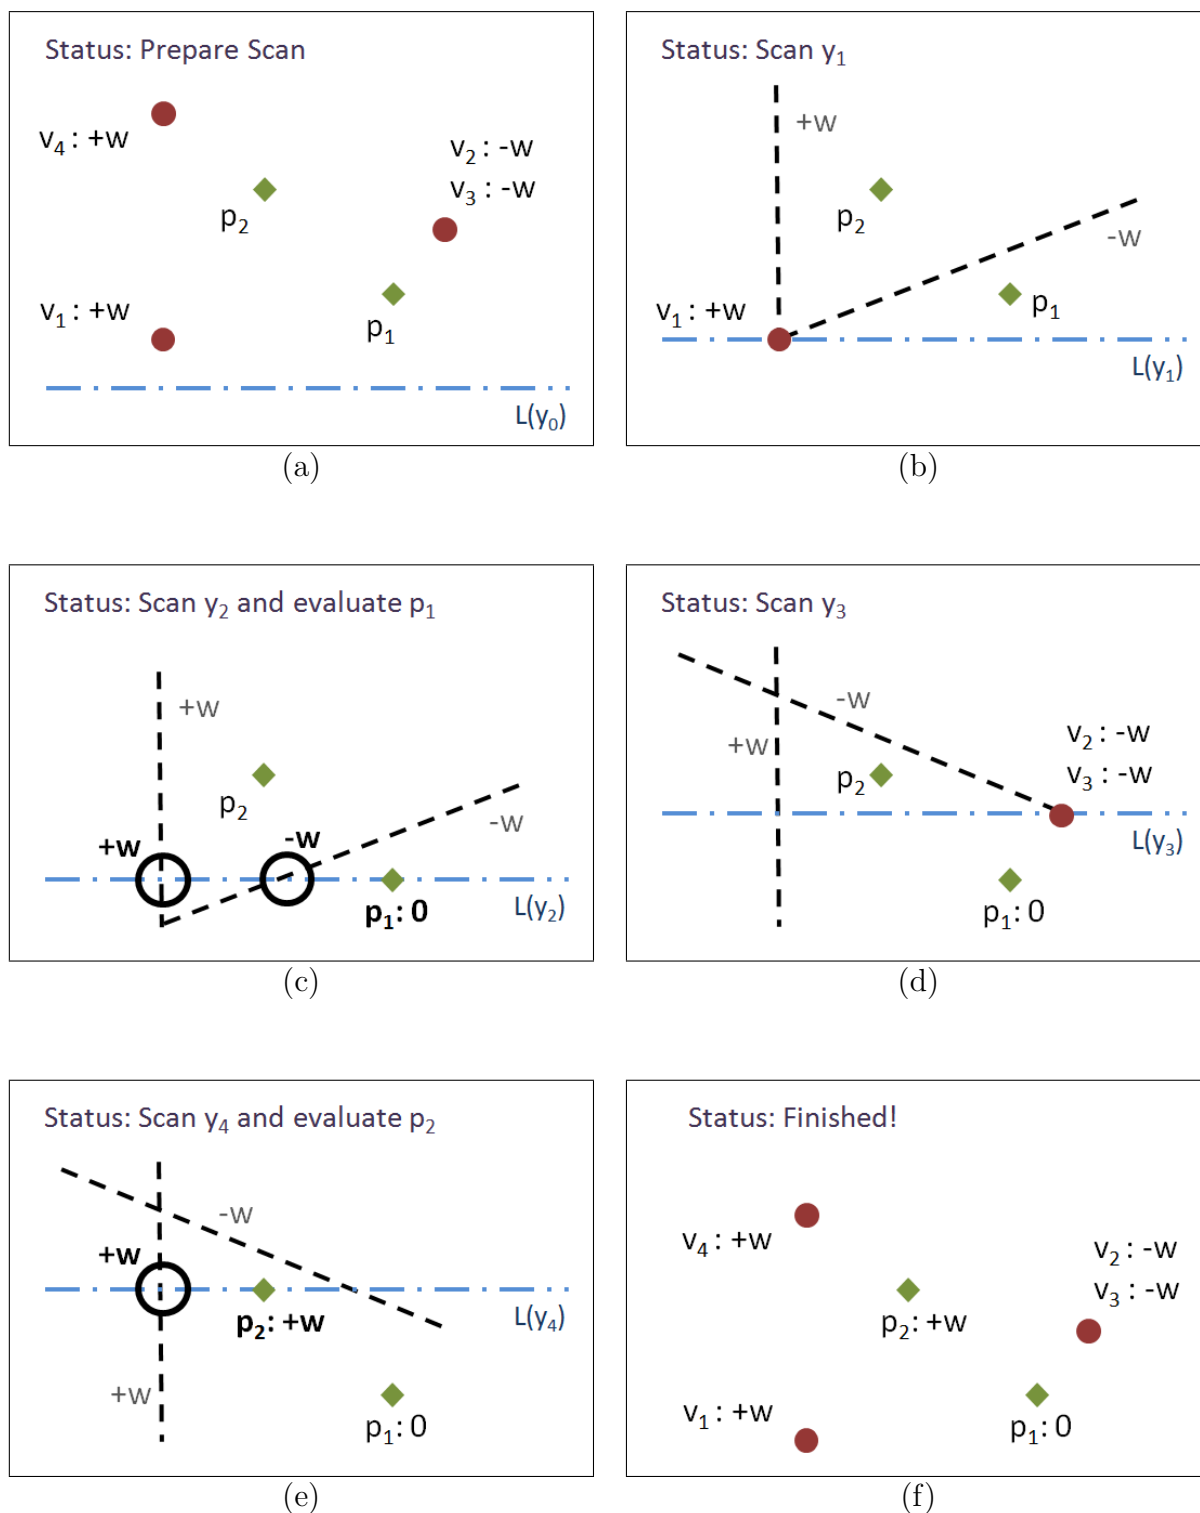 Status: Prepare Scan
v₄ : +w
v₂ : -w
v₃ : -w
p₂
v₁ : +w
p₁
L(y₀)
(a)
Status: Scan y₁
+w
p₂
-w
v₁ : +w
p₁
L(y₁)
(b)
Status: Scan y₂ and evaluate p₁
+w
p₂
-w
+w
-w
p₁: 0
L(y₂)
(c)
Status: Scan y₃
-w
+w
v₂ : -w
p₂
v₃ : -w
L(y₃)
p₁: 0
(d)
Status: Scan y₄ and evaluate p₂
-w
+w
p₂: +w
L(y₄)
+w
p₁: 0
(e)
Status: Finished!
v₄ : +w
v₂ : -w
v₃ : -w
p₂: +w
v₁ : +w
p₁: 0
(f)